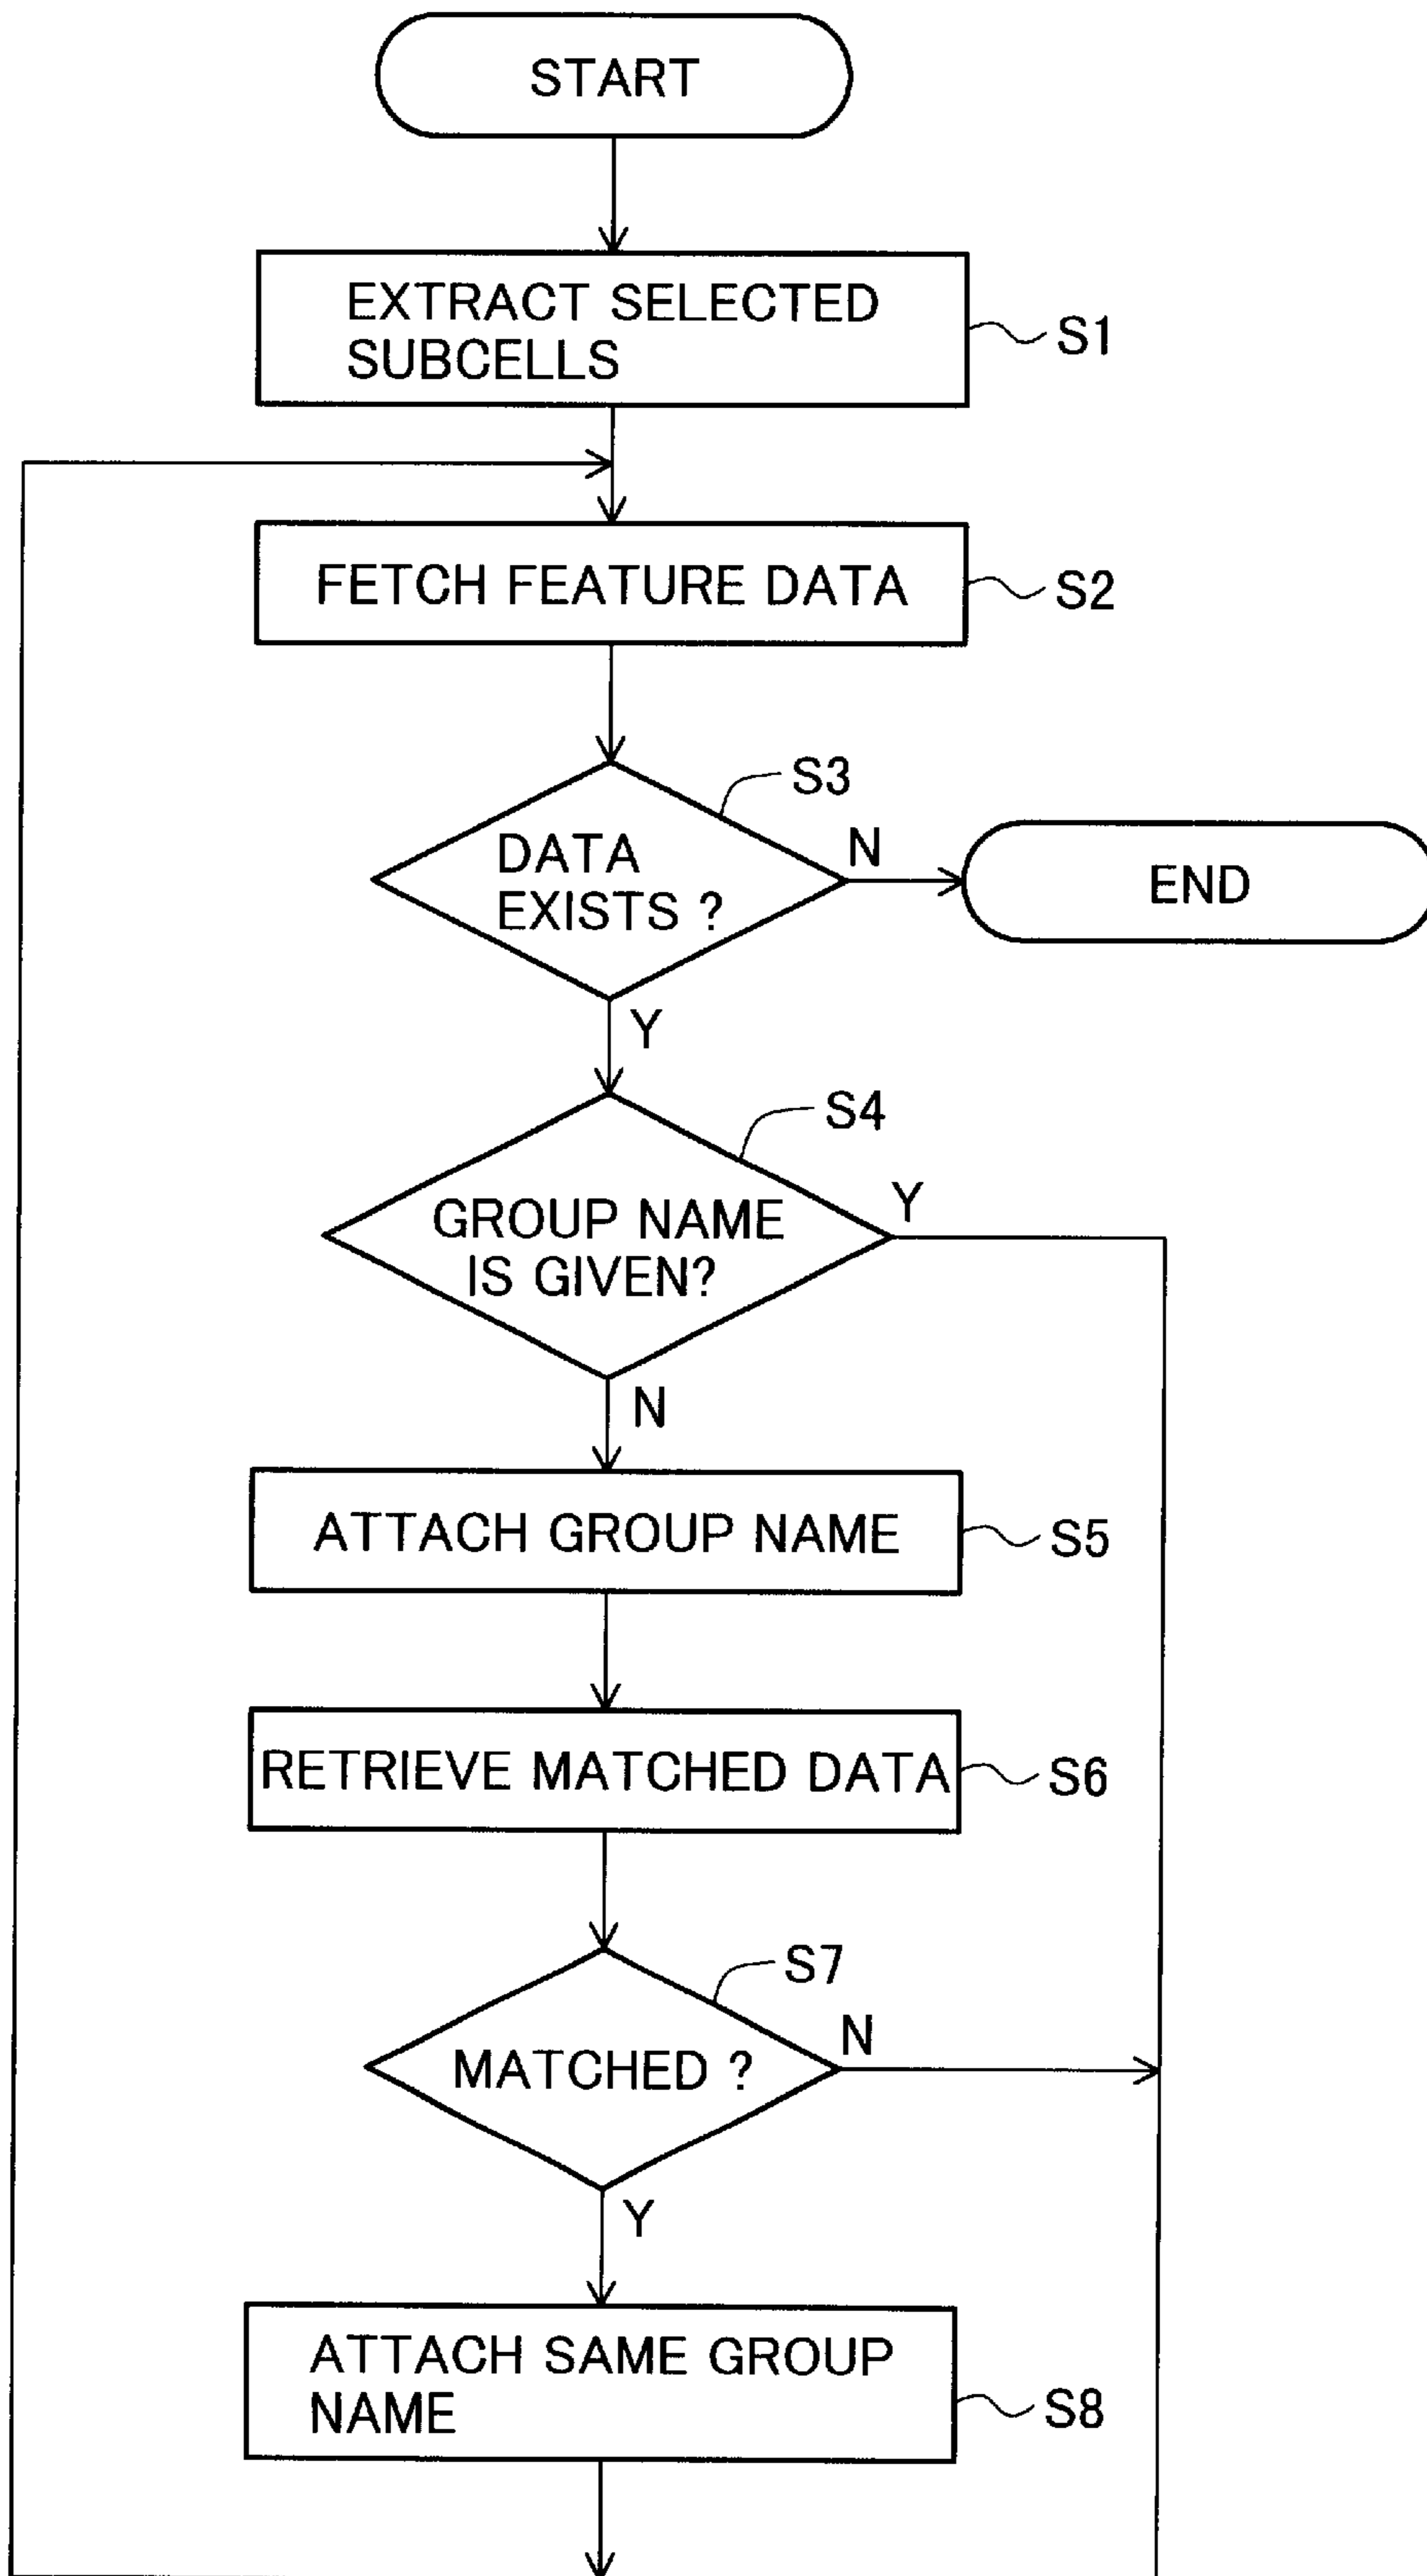 START
EXTRACT SELECTED
SUBCELLS
S1
FETCH FEATURE DATA
S2
S3
DATA
EXISTS ?
N
END
Y
S4
GROUP NAME
IS GIVEN?
Y
N
ATTACH GROUP NAME
S5
RETRIEVE MATCHED DATA
S6
S7
MATCHED ?
N
Y
ATTACH SAME GROUP
NAME
S8